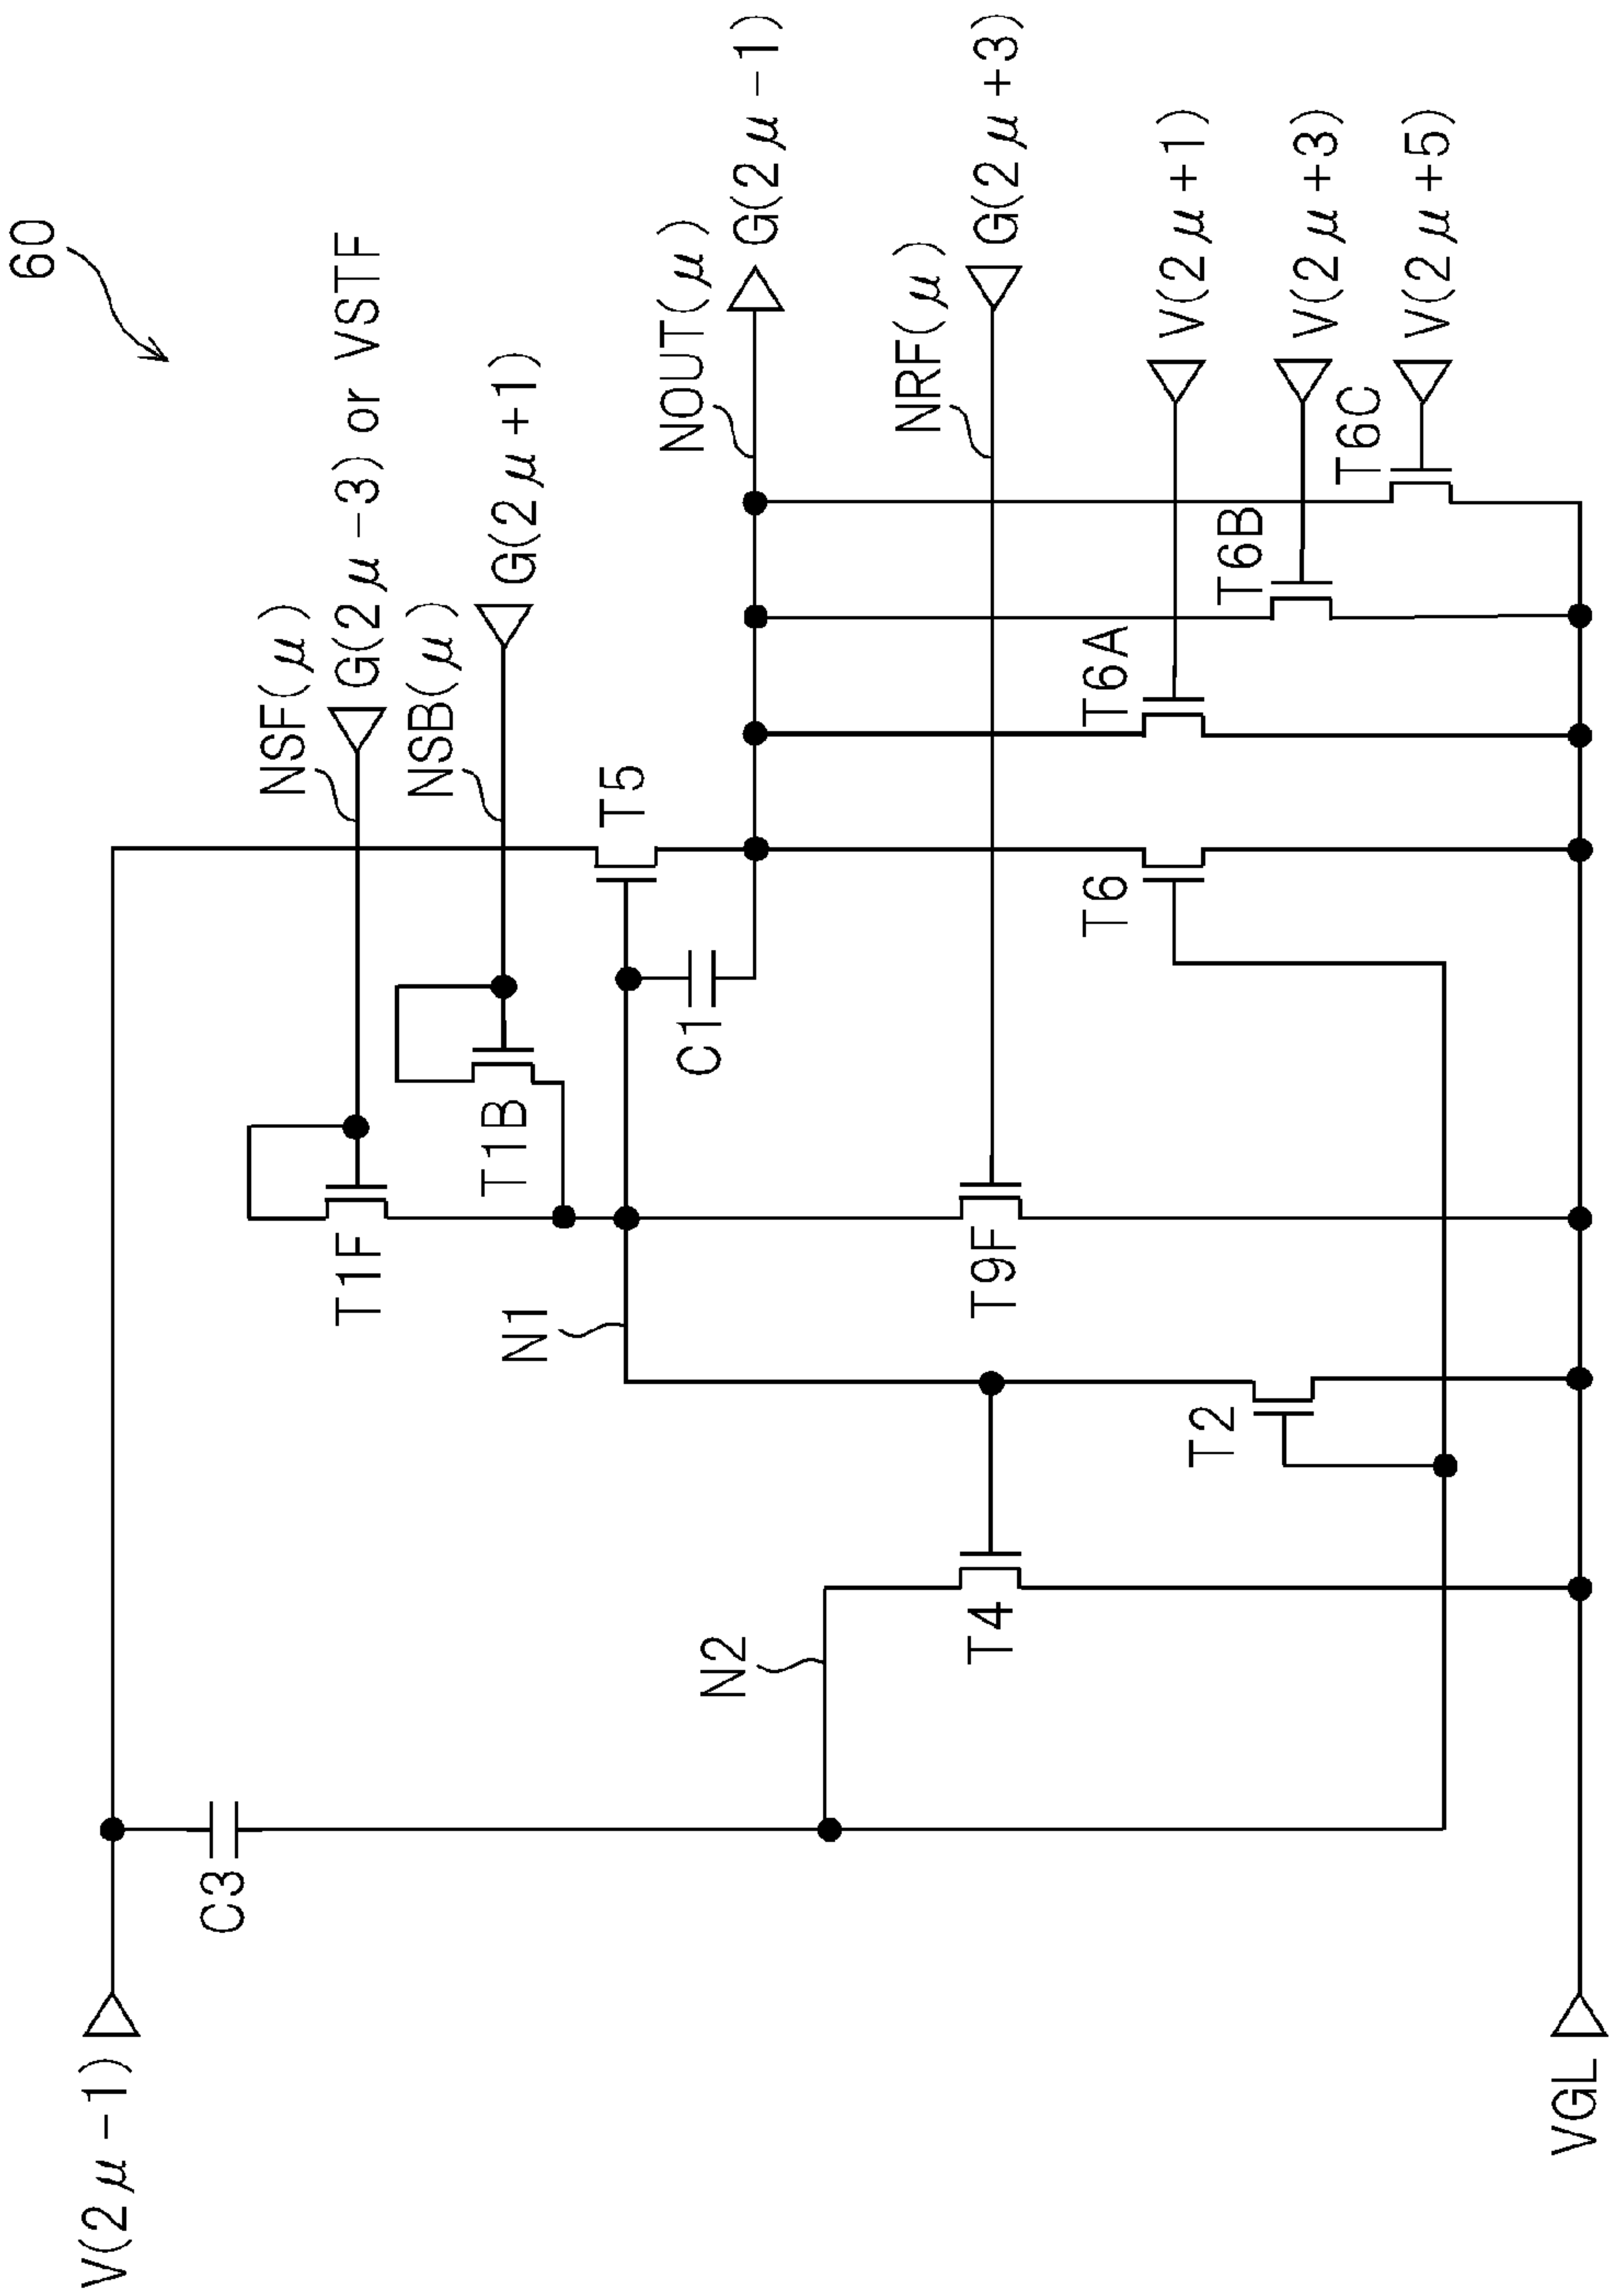 60
V(2μ-1)
C3
NSF(μ)
G(2μ-3) or VSTF
NSB(μ)
G(2μ+1)
T1F
T1B
T5
N1
C1
NOUT(μ)
G(2μ-1)
N2
NRF(μ)
G(2μ+3)
T4
T9F
T6
T6A
V(2μ+1)
T2
T6B
V(2μ+3)
T6C
V(2μ+5)
VGL